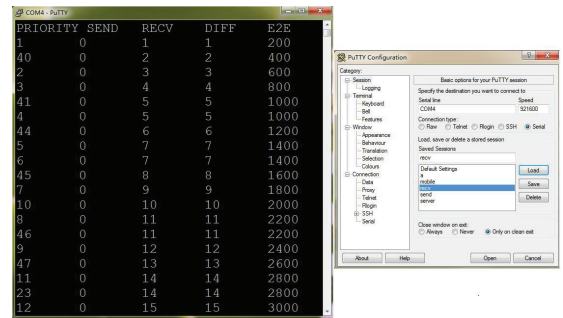 COM4 - PuTTY
PRIORITY SEND RECV DIFF E2E
1 0 1 1 200
40 0 2 2 400
2 0 3 3 600
3 0 4 4 800
41 0 5 5 1000
4 0 5 5 1000
44 0 6 6 1200
5 0 7 7 1400
6 0 7 7 1400
45 0 8 8 1600
7 0 9 9 1800
10 0 10 10 2000
8 0 11 11 2200
46 0 11 11 2200
9 0 12 12 2400
47 0 13 13 2600
11 0 14 14 2800
23 0 14 14 2800
12 0 15 15 3000
PuTTY Configuration
Category:
Session
Logging
Terminal
Keyboard
Bell
Features
Window
Appearance
Behaviour
Translation
Selection
Colours
Connection
Data
Proxy
Telnet
Rlogin
SSH
Serial
Basic options for your PuTTY session
Specify the destination you want to connect to
Serial line Speed
COM4 921600
Connection type:
Raw Telnet Rlogin SSH Serial
Load, save or delete a stored session
Saved Sessions
recv
Default Settings
a
mobile
recv
send
server
Load
Save
Delete
Close window on exit:
Always Never Only on clean exit
About Help Open Cancel